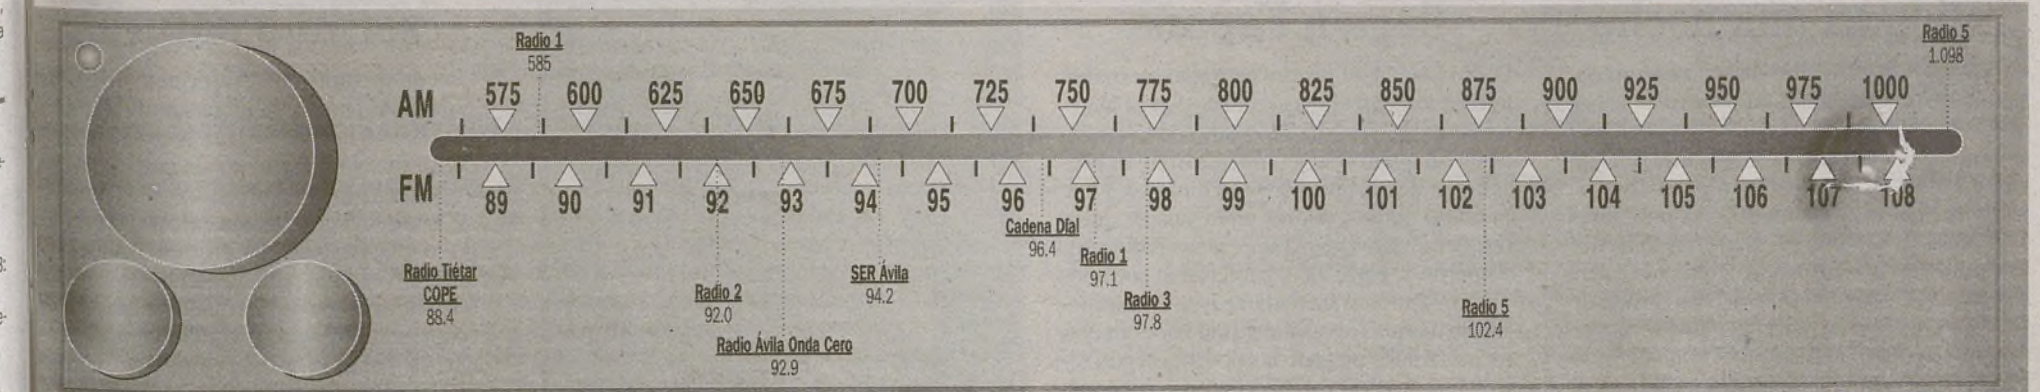 Radio 1
585
Radio 5
1.098
AM 575 600 625 650 675 700 725 750 775 800 825 850 875 900 925 950 975 1000
FM 89 90 91 92 93 94 95 96 97 98 99 100 101 102 103 104 105 106 107 108
Radio Tiétar
COPE
88.4
Radio 2
92.0
Radio Ávila Onda Cero
92.9
SER Ávila
94.2
Cadena Díal
96.4
Radio 1
97.1
Radio 3
97.8
Radio 5
102.4